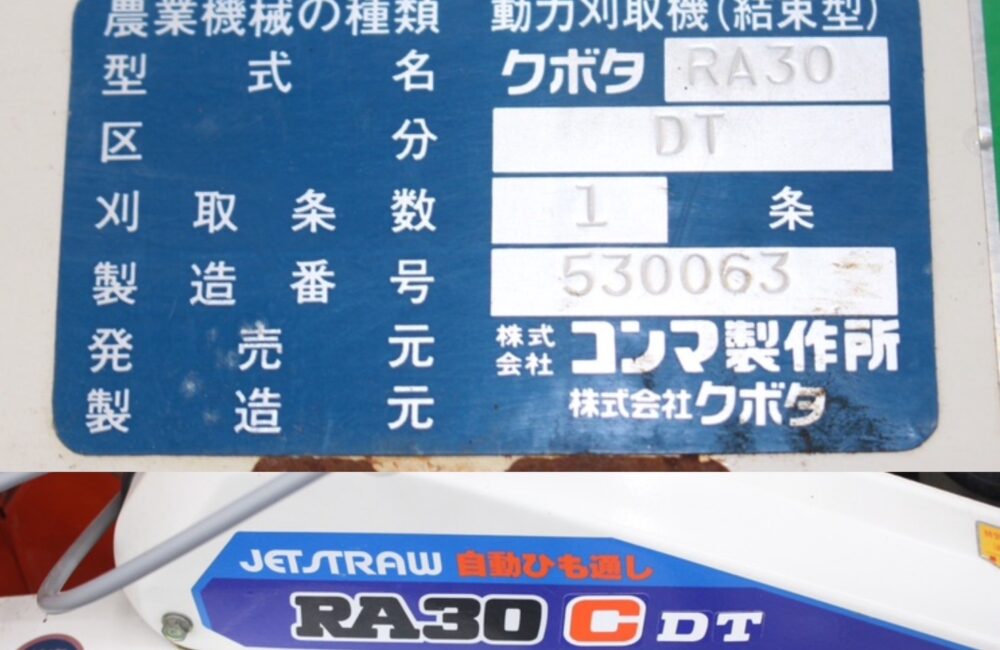 農業機械の種類 動力刈取機(結束型)
型式名 クボタ RA30
区分 DT
刈取条数 1 条
製造番号 530063
発売元 株式会社 コンマ製作所
製造元 株式会社クボタ
JETSTRAW 自動ひも通し
RA30 C DT